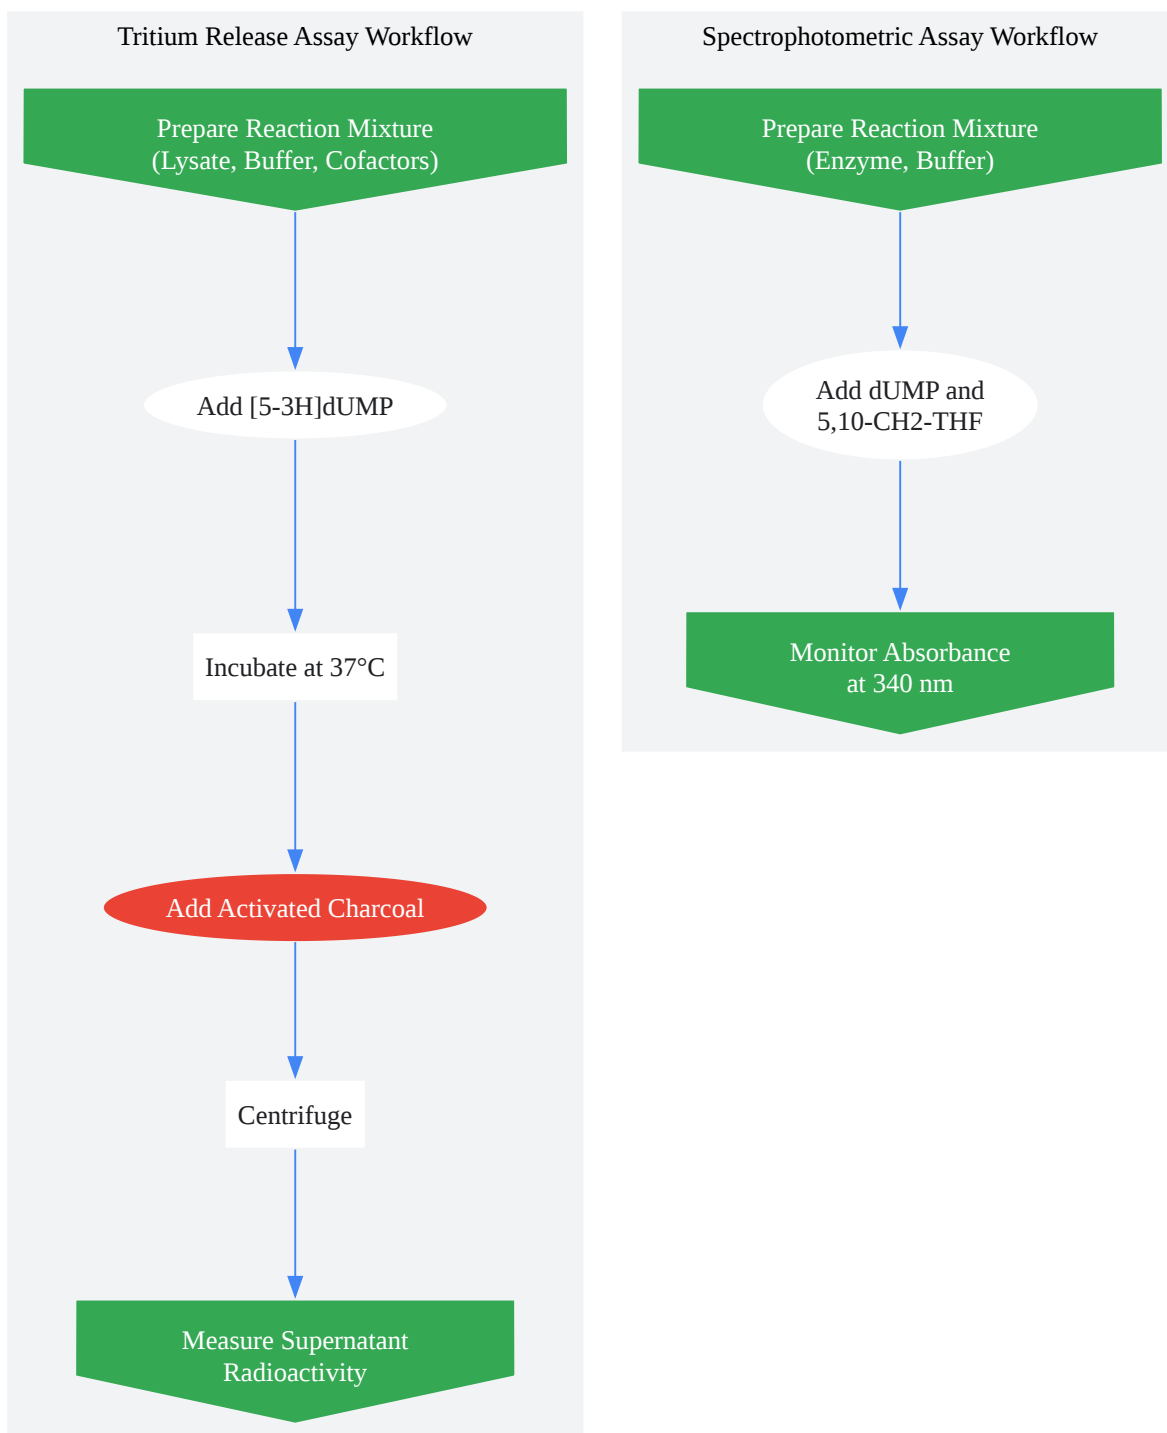 Tritium Release Assay Workflow
Prepare Reaction Mixture
(Lysate, Buffer, Cofactors)
Add [5-3H]dUMP
Incubate at 37°C
Add Activated Charcoal
Centrifuge
Measure Supernatant
Radioactivity
Spectrophotometric Assay Workflow
Prepare Reaction Mixture
(Enzyme, Buffer)
Add dUMP and
5,10-CH2-THF
Monitor Absorbance
at 340 nm